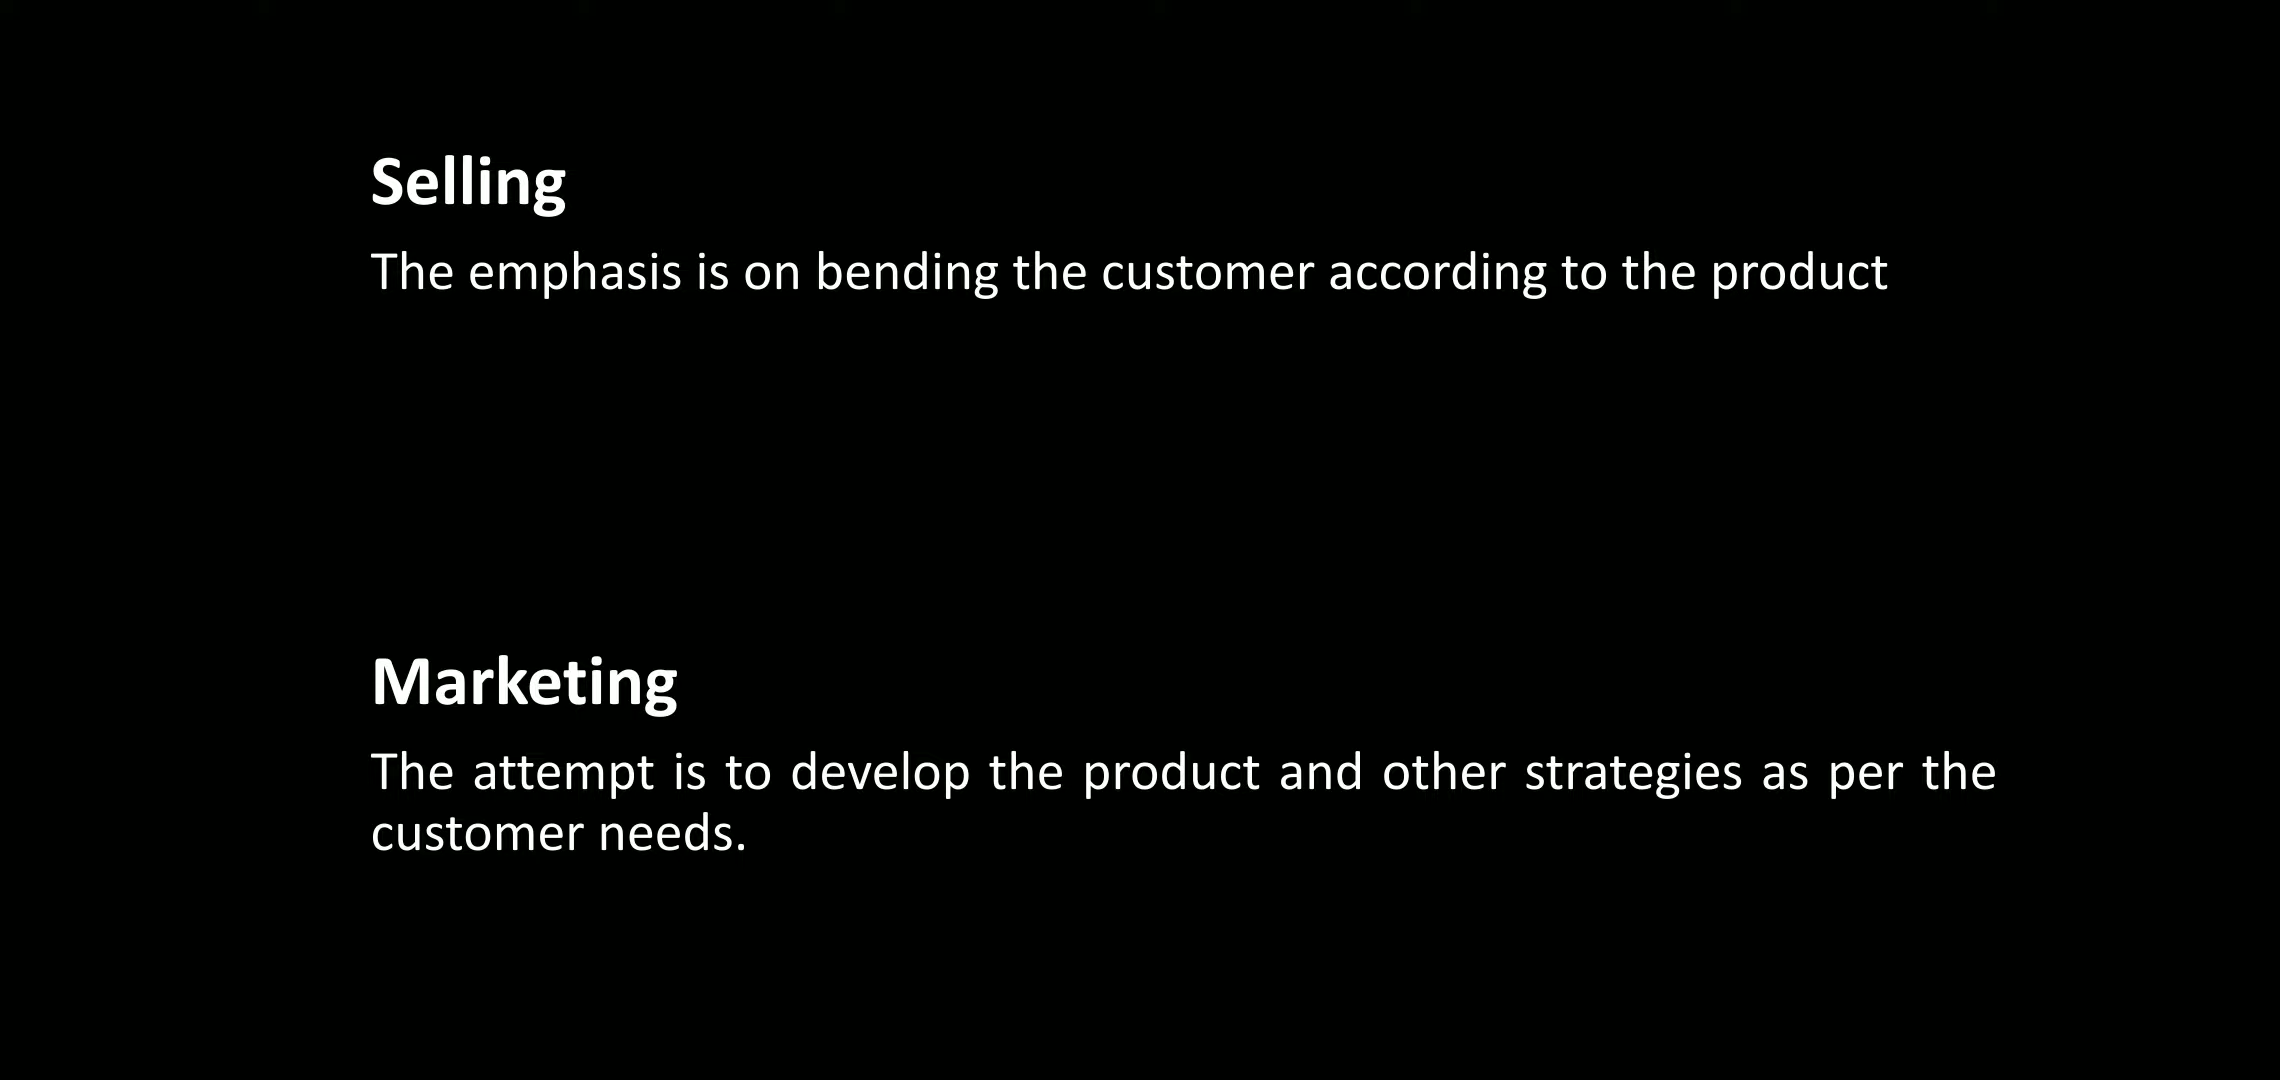 Selling
The emphasis is on bending the customer according to the product
Marketing
The attempt is to develop the product and other strategies as per the
customer needs.